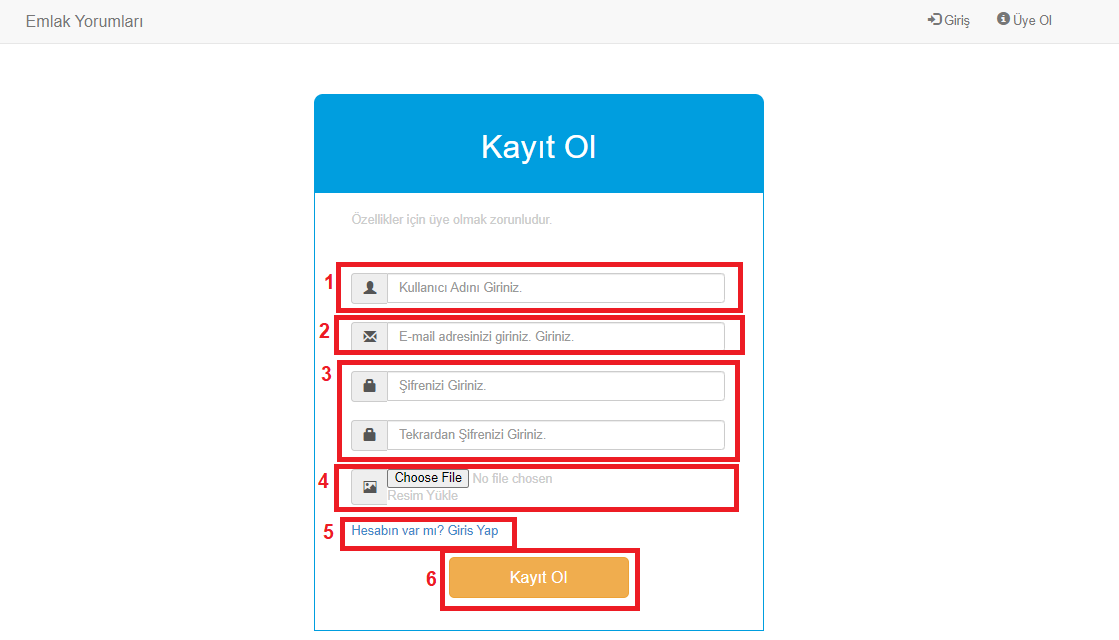 Emlak Yorumları
Giriş
Üye Ol
Kayıt Ol
Özellikler için üye olmak zorunludur.
1
Kullanıcı Adını Giriniz.
2
E-mail adresinizi giriniz. Giriniz.
3
Şifrenizi Giriniz.
Tekrardan Şifrenizi Giriniz.
4
Choose File No file chosen
Resim Yükle
5
Hesabın var mı? Giris Yap
6
Kayıt Ol